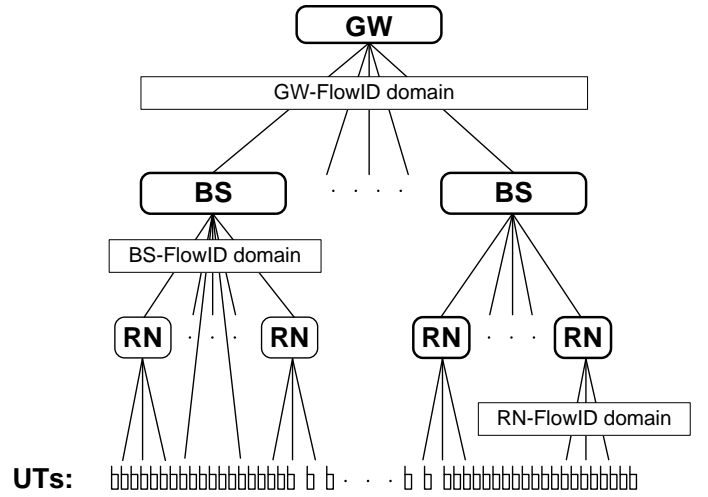 GW
GW-FlowID domain
. . . .
BS BS
BS-FlowID domain
RN . . . RN RN . . . RN
RN-FlowID domain
UTs: . . . .